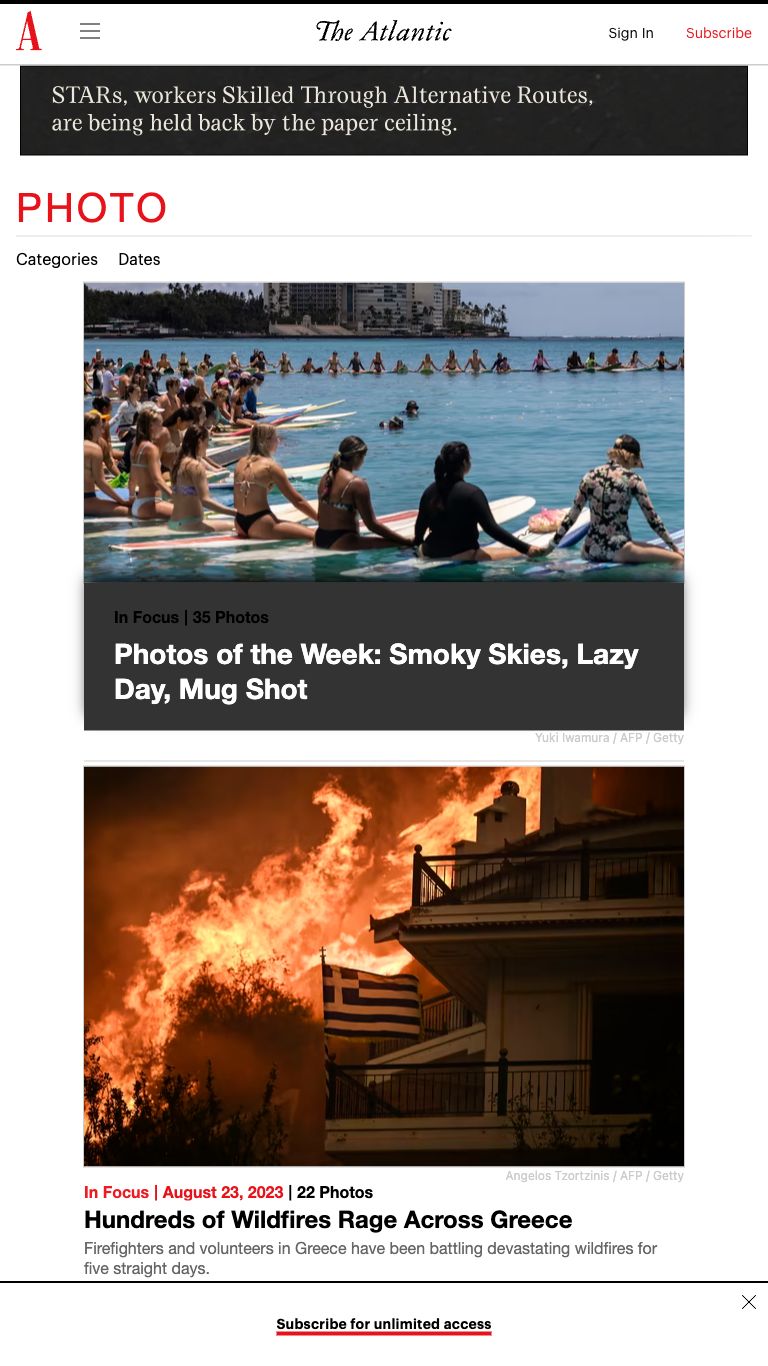 A
The Atlantic
Sign In
Subscribe
STARs, workers Skilled Through Alternative Routes,
are being held back by the paper ceiling.
PHOTO
Categories
Dates
In Focus | 35 Photos
Photos of the Week: Smoky Skies, Lazy
Day, Mug Shot
Yuki Iwamura / AFP / Getty
Angelos Tzortzinis / AFP / Getty
In Focus | August 23, 2023 | 22 Photos
Hundreds of Wildfires Rage Across Greece
Firefighters and volunteers in Greece have been battling devastating wildfires for
five straight days.
Subscribe for unlimited access